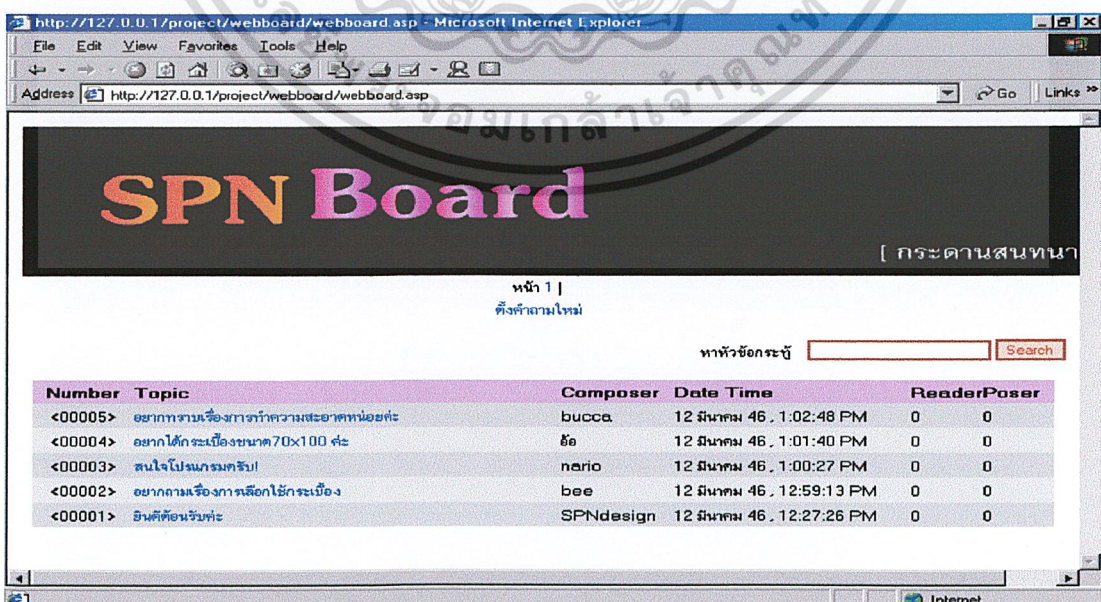 http://127.0.0.1/project/webboard/webboard.asp - Microsoft Internet Explorer
File Edit View Favorites Tools Help
Address http://127.0.0.1/project/webboard/webboard.asp Go Links »
SPN Board
[ กระดานสนทนา
หน้า 1 |
ตั้งคำถามใหม่
หาหัวข้อกระทู้ Search
Number Topic Composer Date Time ReaderPoser
<00005> อยากทราบเรื่องการทำความสะอาดหน่อยค่ะ bucca 12 มีนาคม 46 , 1:02:48 PM 0 0
<00004> อยากได้กระเบื้องขนาด70x100 ค่ะ อ้อ 12 มีนาคม 46 , 1:01:40 PM 0 0
<00003> สนใจโปรแกรมครับ! nario 12 มีนาคม 46 , 1:00:27 PM 0 0
<00002> อยากถามเรื่องการเลือกใช้กระเบื้อง bee 12 มีนาคม 46 , 12:59:13 PM 0 0
<00001> ยินดีต้อนรับค่ะ SPNdesign 12 มีนาคม 46 , 12:27:26 PM 0 0
Internet